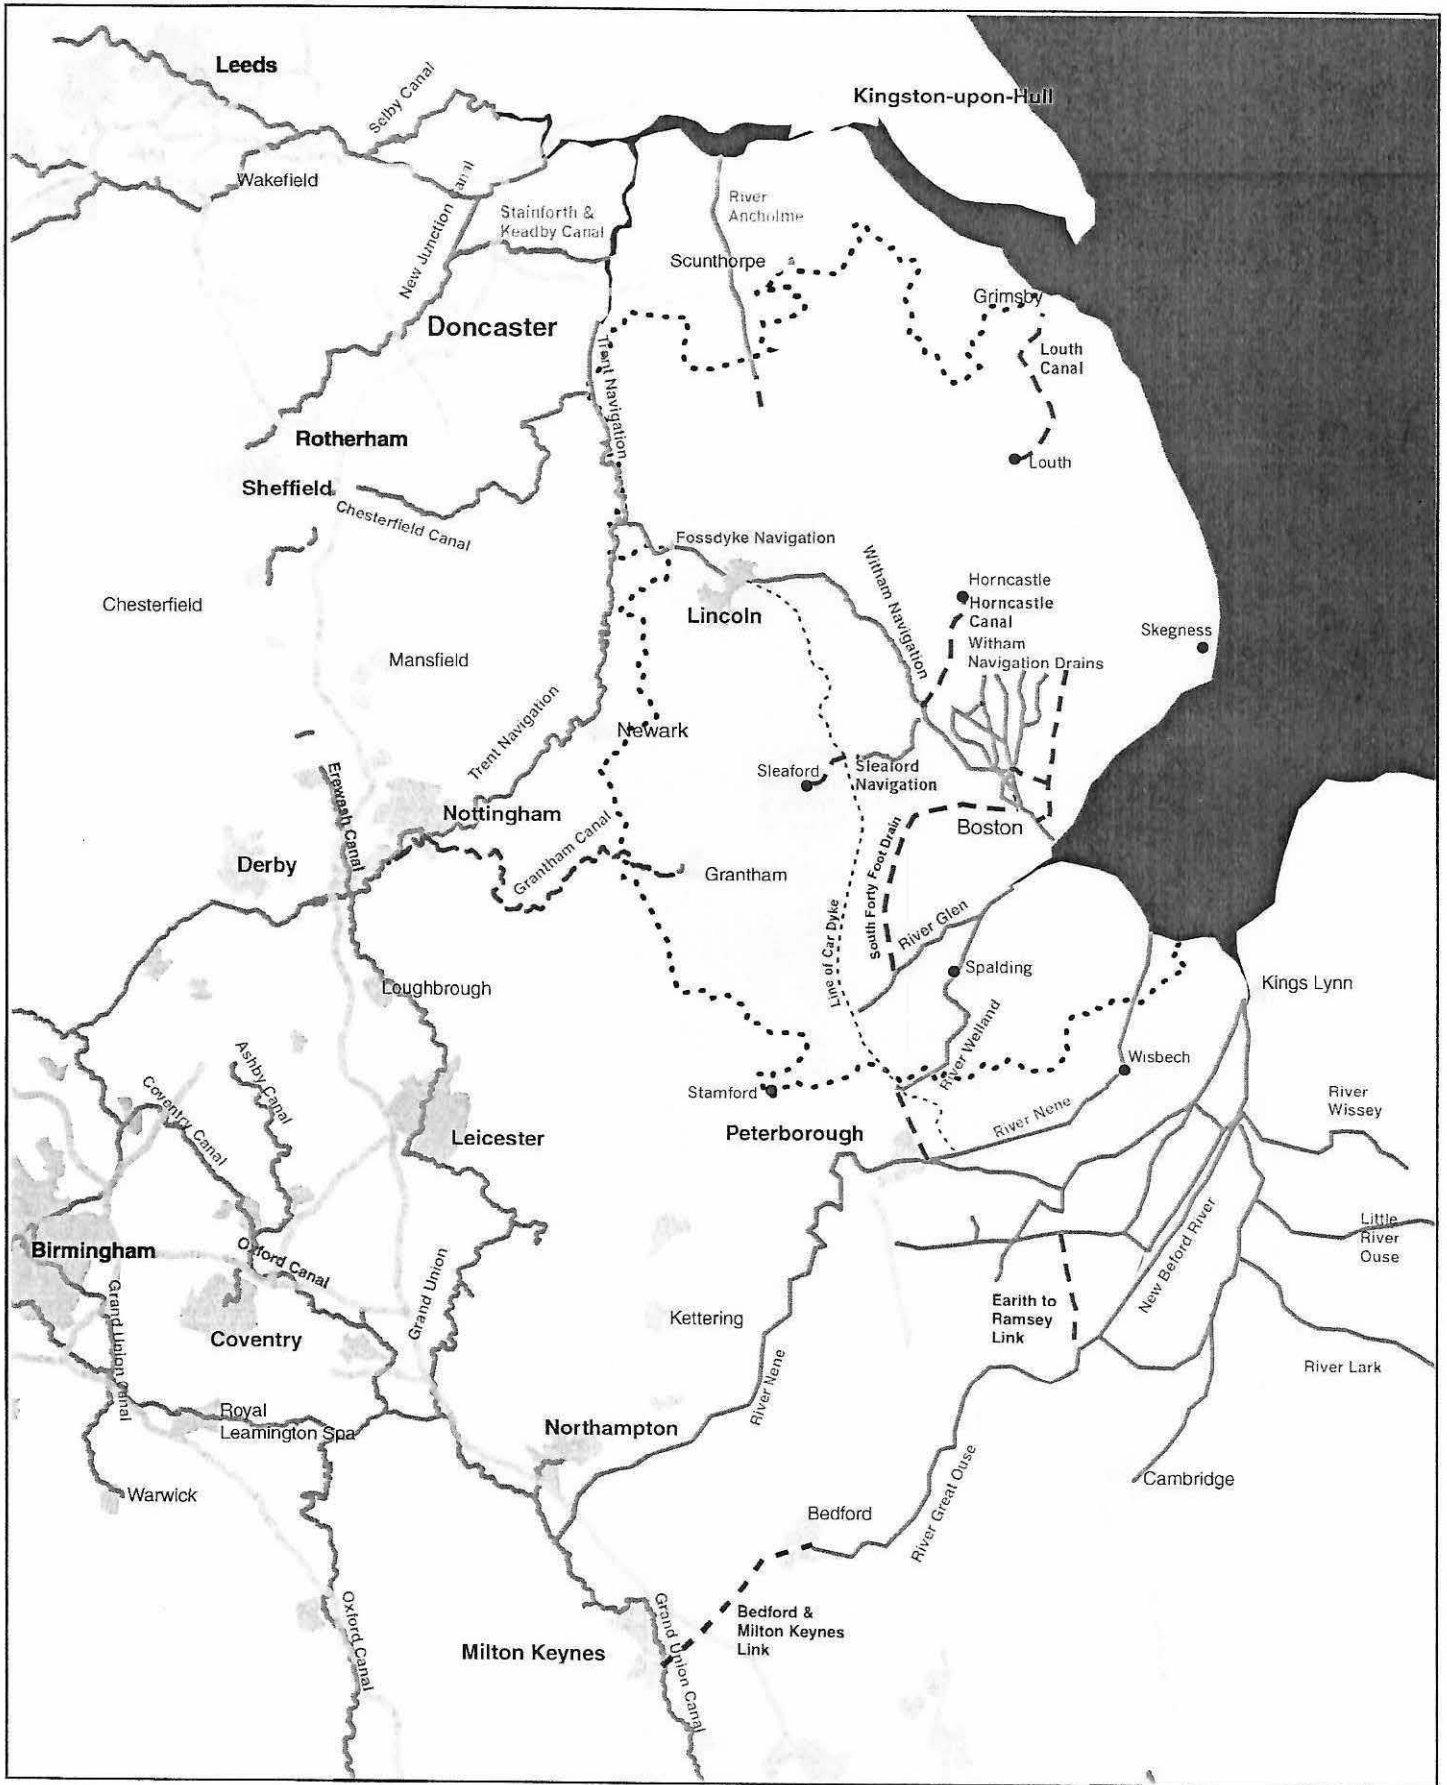 Leeds
Selby Canal
Kingston-upon-Hull
Wakefield
New Junction Canal
Stainforth &
Keadby Canal
River
Ancholme
Scunthorpe
Grimsby
Doncaster
Louth
Canal
Trent Navigation
Rotherham
Louth
Sheffield
Chesterfield Canal
Fossdyke Navigation
Witham Navigation
Horncastle
Horncastle
Canal
Chesterfield
Lincoln
Skegness
Witham
Navigation Drains
Mansfield
Trent Navigation
Newark
Sleaford
Sleaford
Navigation
Erewash Canal
Nottingham
Boston
South Forty Foot Drain
Grantham Canal
Derby
Grantham
Line of Car Dyke
River Glen
Spalding
Loughbrough
Kings Lynn
River Welland
Ashby Canal
Coventry Canal
Wisbech
Stamford
River
Wissey
River Nene
Peterborough
Leicester
Little
River
Ouse
Birmingham
Oxford Canal
New Beford River
Grand Union
Grand Union Canal
Earith to
Ramsey
Link
Kettering
Coventry
River Lark
River Nene
Royal
Leamington Spa
Northampton
Cambridge
Warwick
River Great Ouse
Bedford
Oxford Canal
Grand Union Canal
Bedford &
Milton Keynes
Link
Milton Keynes